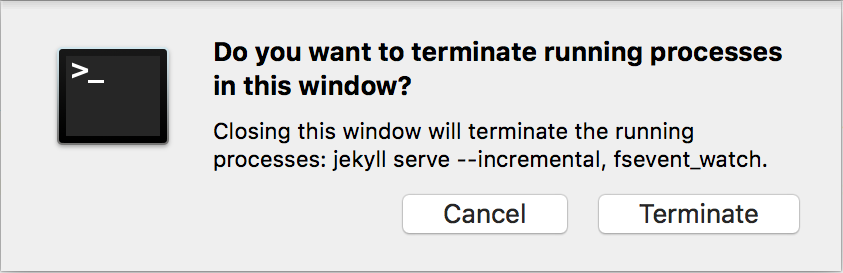 >_
Do you want to terminate running processes
in this window?
Closing this window will terminate the running
processes: jekyll serve --incremental, fsevent_watch.
Cancel Terminate